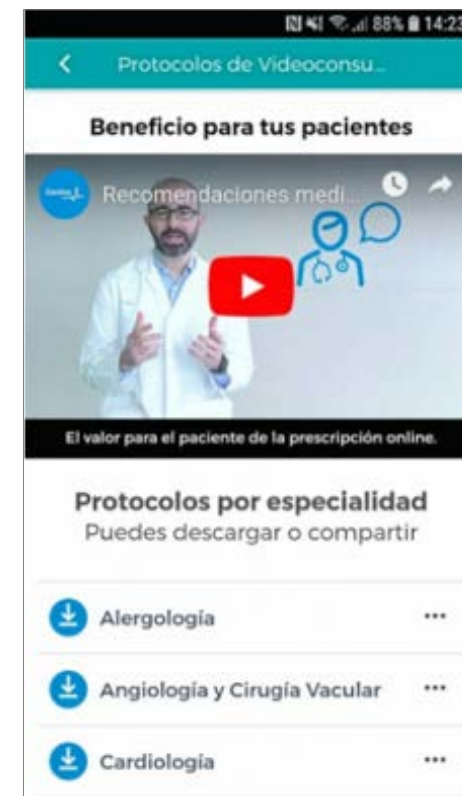 88% 14:23
Protocolos de Videoconsu...
Beneficio para tus pacientes
Recomendaciones medi...
El valor para el paciente de la prescripción online.
Protocolos por especialidad
Puedes descargar o compartir
Alergología
Angiología y Cirugía Vacular
Cardiología